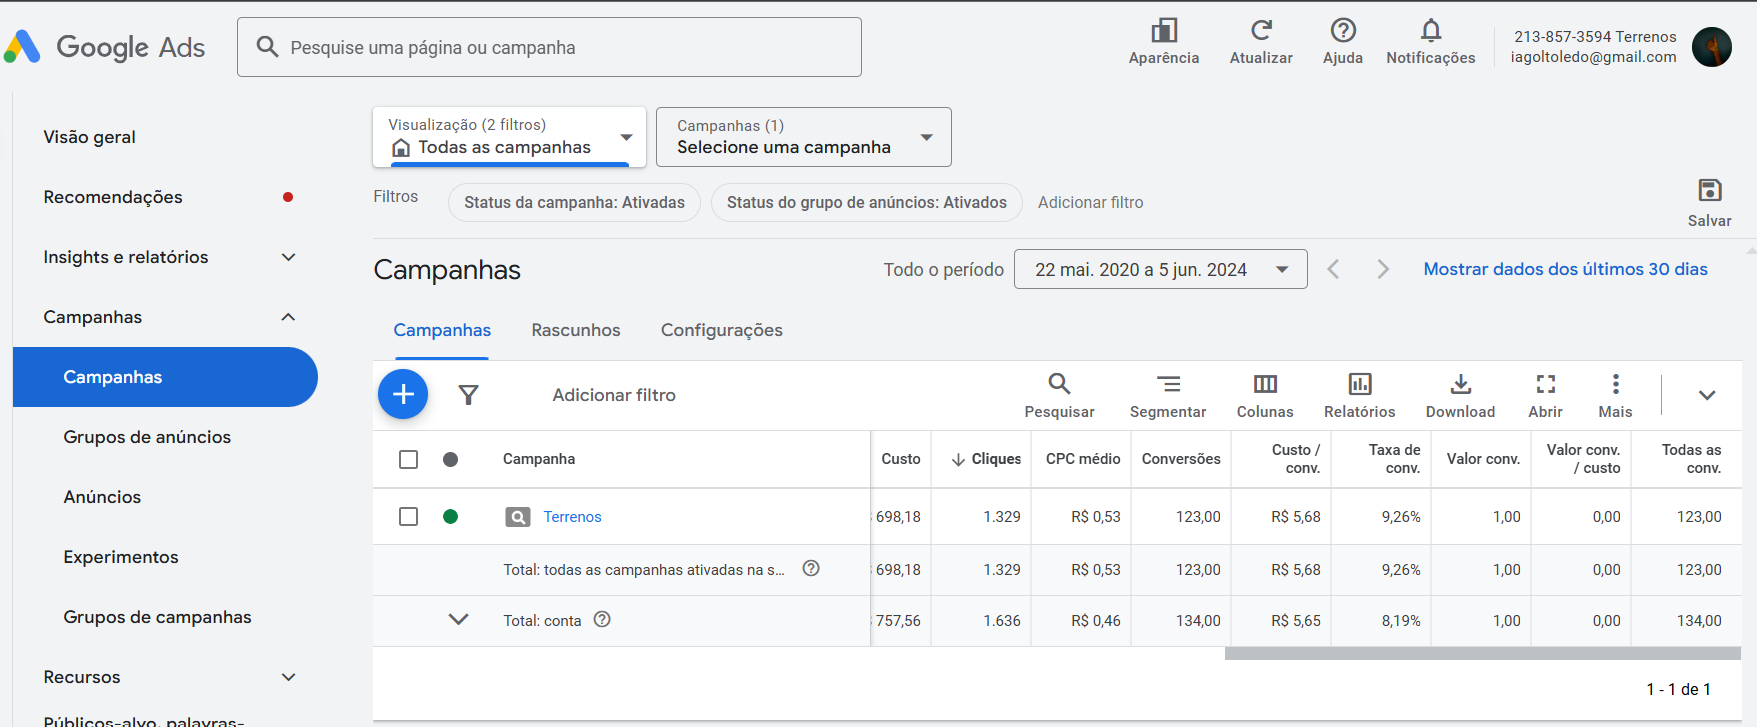 Google Ads
Pesquise uma página ou campanha
Aparência
Atualizar
Ajuda
Notificações
213-857-3594 Terrenos
iagoltoledo@gmail.com
Visão geral
Recomendações
Insights e relatórios
Campanhas
Campanhas
Grupos de anúncios
Anúncios
Experimentos
Grupos de campanhas
Recursos
Públicos-alvo, palavras-
Visualização (2 filtros)
Todas as campanhas
Campanhas (1)
Selecione uma campanha
Filtros
Status da campanha: Ativadas
Status do grupo de anúncios: Ativados
Adicionar filtro
Salvar
Campanhas
Todo o período
22 mai. 2020 a 5 jun. 2024
Mostrar dados dos últimos 30 dias
Campanhas Rascunhos Configurações
Adicionar filtro
Pesquisar Segmentar Colunas Relatórios Download Abrir Mais
Campanha Custo Cliques CPC médio Conversões Custo / conv. Taxa de conv. Valor conv. Valor conv. / custo Todas as conv.
Terrenos 698,18 1.329 R$ 0,53 123,00 R$ 5,68 9,26% 1,00 0,00 123,00
Total: todas as campanhas ativadas na s... 698,18 1.329 R$ 0,53 123,00 R$ 5,68 9,26% 1,00 0,00 123,00
Total: conta 757,56 1.636 R$ 0,46 134,00 R$ 5,65 8,19% 1,00 0,00 134,00
1 - 1 de 1